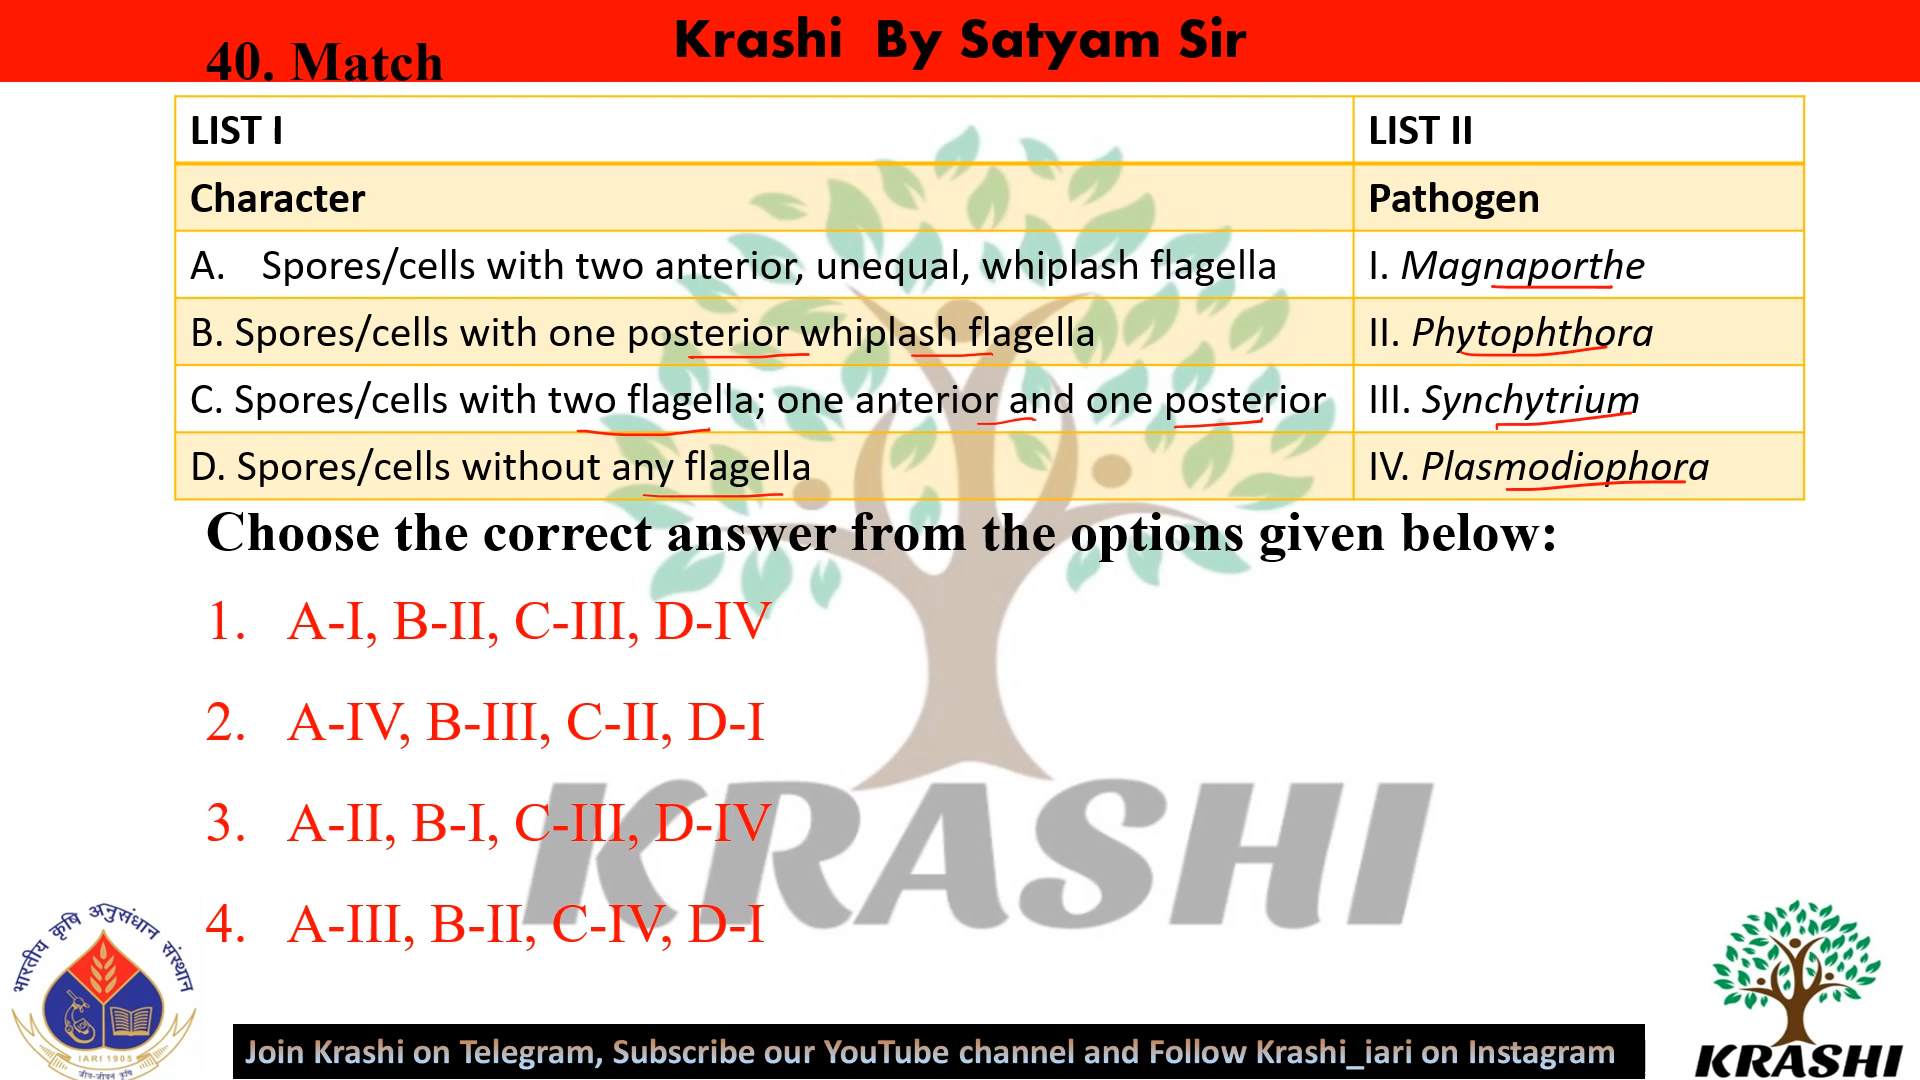 Krashi By Satyam Sir
40. Match
LIST I LIST II
Character Pathogen
A. Spores/cells with two anterior, unequal, whiplash flagella I. Magnaporthe
B. Spores/cells with one posterior whiplash flagella II. Phytophthora
C. Spores/cells with two flagella; one anterior and one posterior III. Synchytrium
D. Spores/cells without any flagella IV. Plasmodiophora
Choose the correct answer from the options given below:
1. A-I, B-II, C-III, D-IV
2. A-IV, B-III, C-II, D-I
3. A-II, B-I, C-III, D-IV
4. A-III, B-II, C-IV, D-I
KRASHI
भारतीय कृषि अनुसंधान संस्थान
IARI 1905
Join Krashi on Telegram, Subscribe our YouTube channel and Follow Krashi_iari on Instagram
KRASHI